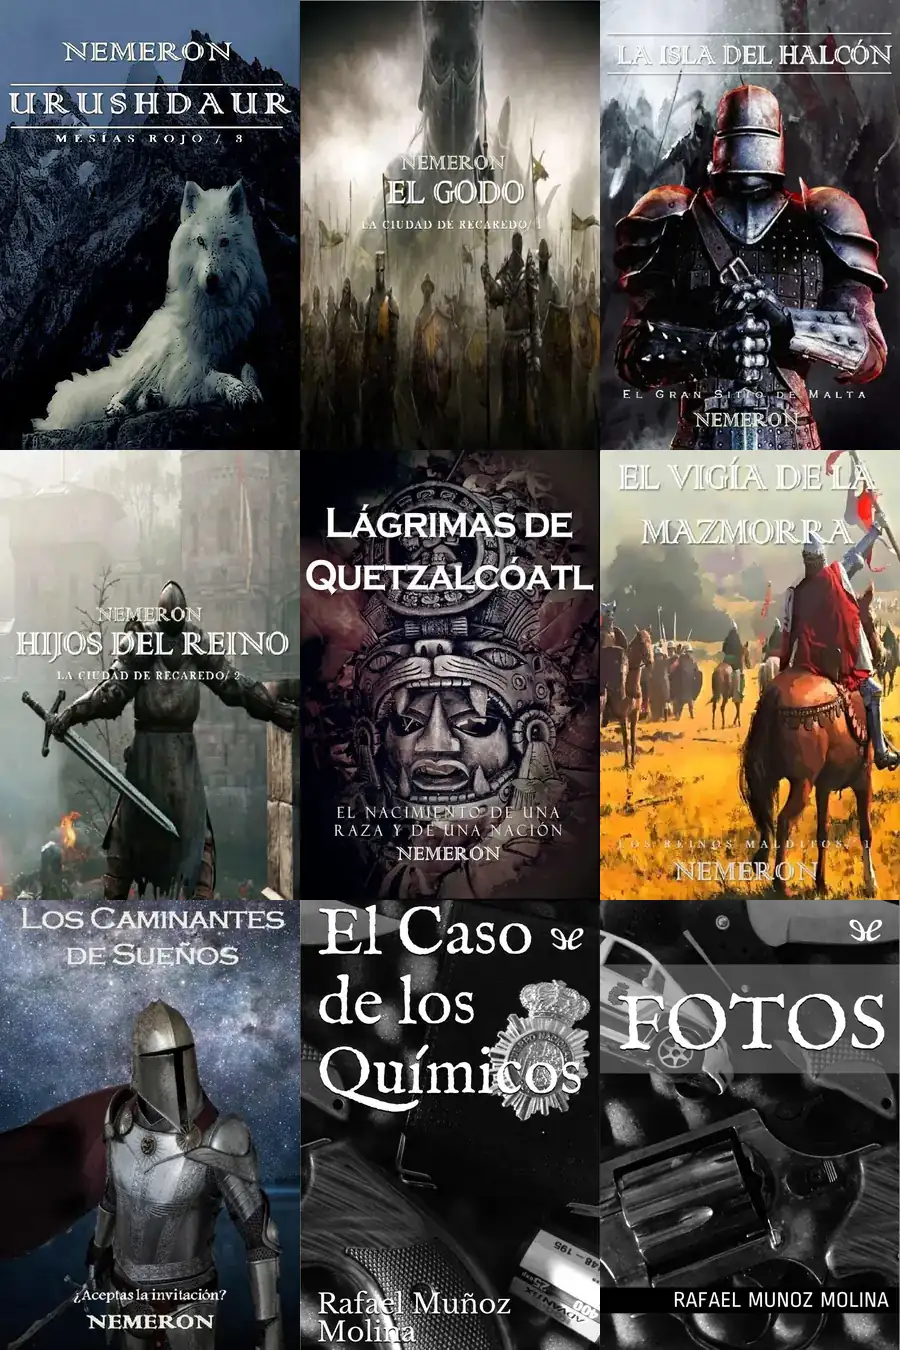 NEMERON
URUSHDAUR
MESÍAS ROJO / 3
NEMERON
EL GODO
LA CIUDAD DE RECAREDO/ 1
LA ISLA DEL HALCÓN
EL GRAN SITIO DE MALTA
NEMERON
NEMERON
HIJOS DEL REINO
LA CIUDAD DE RECAREDO/ 2
LÁGRIMAS DE
QUETZALCÓATL
EL NACIMIENTO DE UNA
RAZA Y DE UNA NACIÓN
NEMERON
EL VIGÍA DE LA
MAZMORRA
LOS REINOS MALDITOS/ 1
NEMERON
LOS CAMINANTES
DE SUEÑOS
¿Aceptas la invitación?
NEMERON
El Caso
de los
Químicos
Rafael Muñoz
Molina
FOTOS
RAFAEL MUNOZ MOLINA